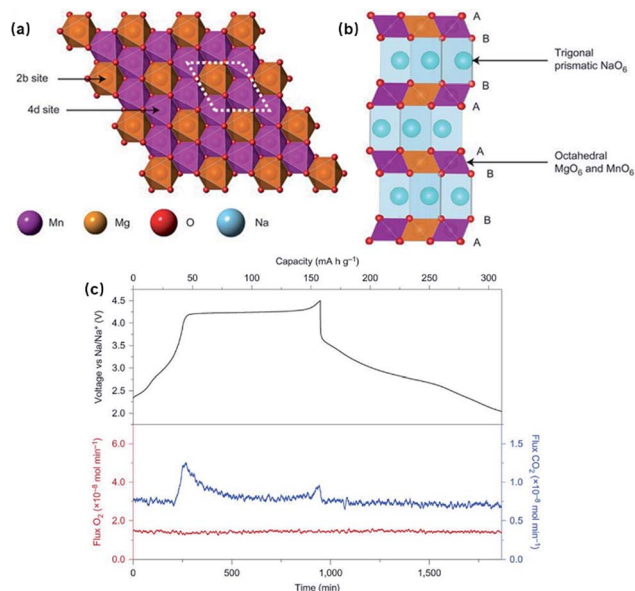 (a)
2b site
4d site
Mn
Mg
O
Na
(b)
A
B
B
A
A
B
B
A
Trigonal
prismatic NaO6
Octahedral
MgO6 and MnO6
Capacity (mA h g–1)
0
50
100
150
200
250
300
(c)
Voltage vs Na/Na+ (V)
4.5
4.0
3.5
3.0
2.5
2.0
Flux O2 (×10–8 mol min–1)
6.0
4.0
2.0
0.0
Flux CO2 (×10–8 mol min–1)
1.5
1.0
0.5
0.0
0
500
1,000
1,500
Time (min)